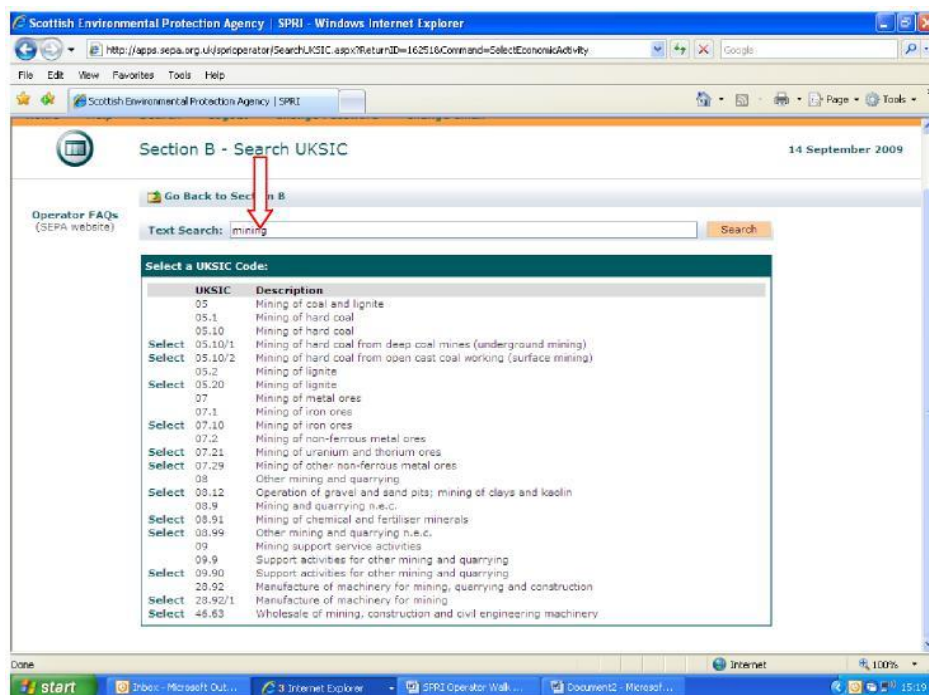 Scottish Environmental Protection Agency | SPRI - Windows Internet Explorer
http://apps.sepa.org.uk/sprioperator/SearchUKSIC.aspx?ReturnID=16251&Command=SelectEconomicActivity
Google
File Edit View Favorites Tools Help
Scottish Environmental Protection Agency | SPRI
Page Tools
Section B - Search UKSIC
14 September 2009
Go Back to Section B
Operator FAQs
(SEPA website)
Text Search: mining Search
Select a UKSIC Code:
UKSIC Description
05 Mining of coal and lignite
05.1 Mining of hard coal
05.10 Mining of hard coal
Select 05.10/1 Mining of hard coal from deep coal mines (underground mining)
Select 05.10/2 Mining of hard coal from open cast coal working (surface mining)
05.2 Mining of lignite
Select 05.20 Mining of lignite
07 Mining of metal ores
07.1 Mining of iron ores
Select 07.10 Mining of iron ores
07.2 Mining of non-ferrous metal ores
Select 07.21 Mining of uranium and thorium ores
Select 07.29 Mining of other non-ferrous metal ores
08 Other mining and quarrying
Select 08.12 Operation of gravel and sand pits; mining of clays and kaolin
08.9 Mining and quarrying n.e.c.
Select 08.91 Mining of chemical and fertiliser minerals
Select 08.99 Other mining and quarrying n.e.c.
09 Mining support service activities
09.9 Support activities for other mining and quarrying
Select 09.90 Support activities for other mining and quarrying
28.92 Manufacture of machinery for mining, quarrying and construction
Select 28.92/1 Manufacture of machinery for mining
Select 46.63 Wholesale of mining, construction and civil engineering machinery
Done Internet 100%
start Inbox - Microsoft Out... 3 Internet Explorer SPRI Operator Walk ... Document2 - Microsof... 15:19